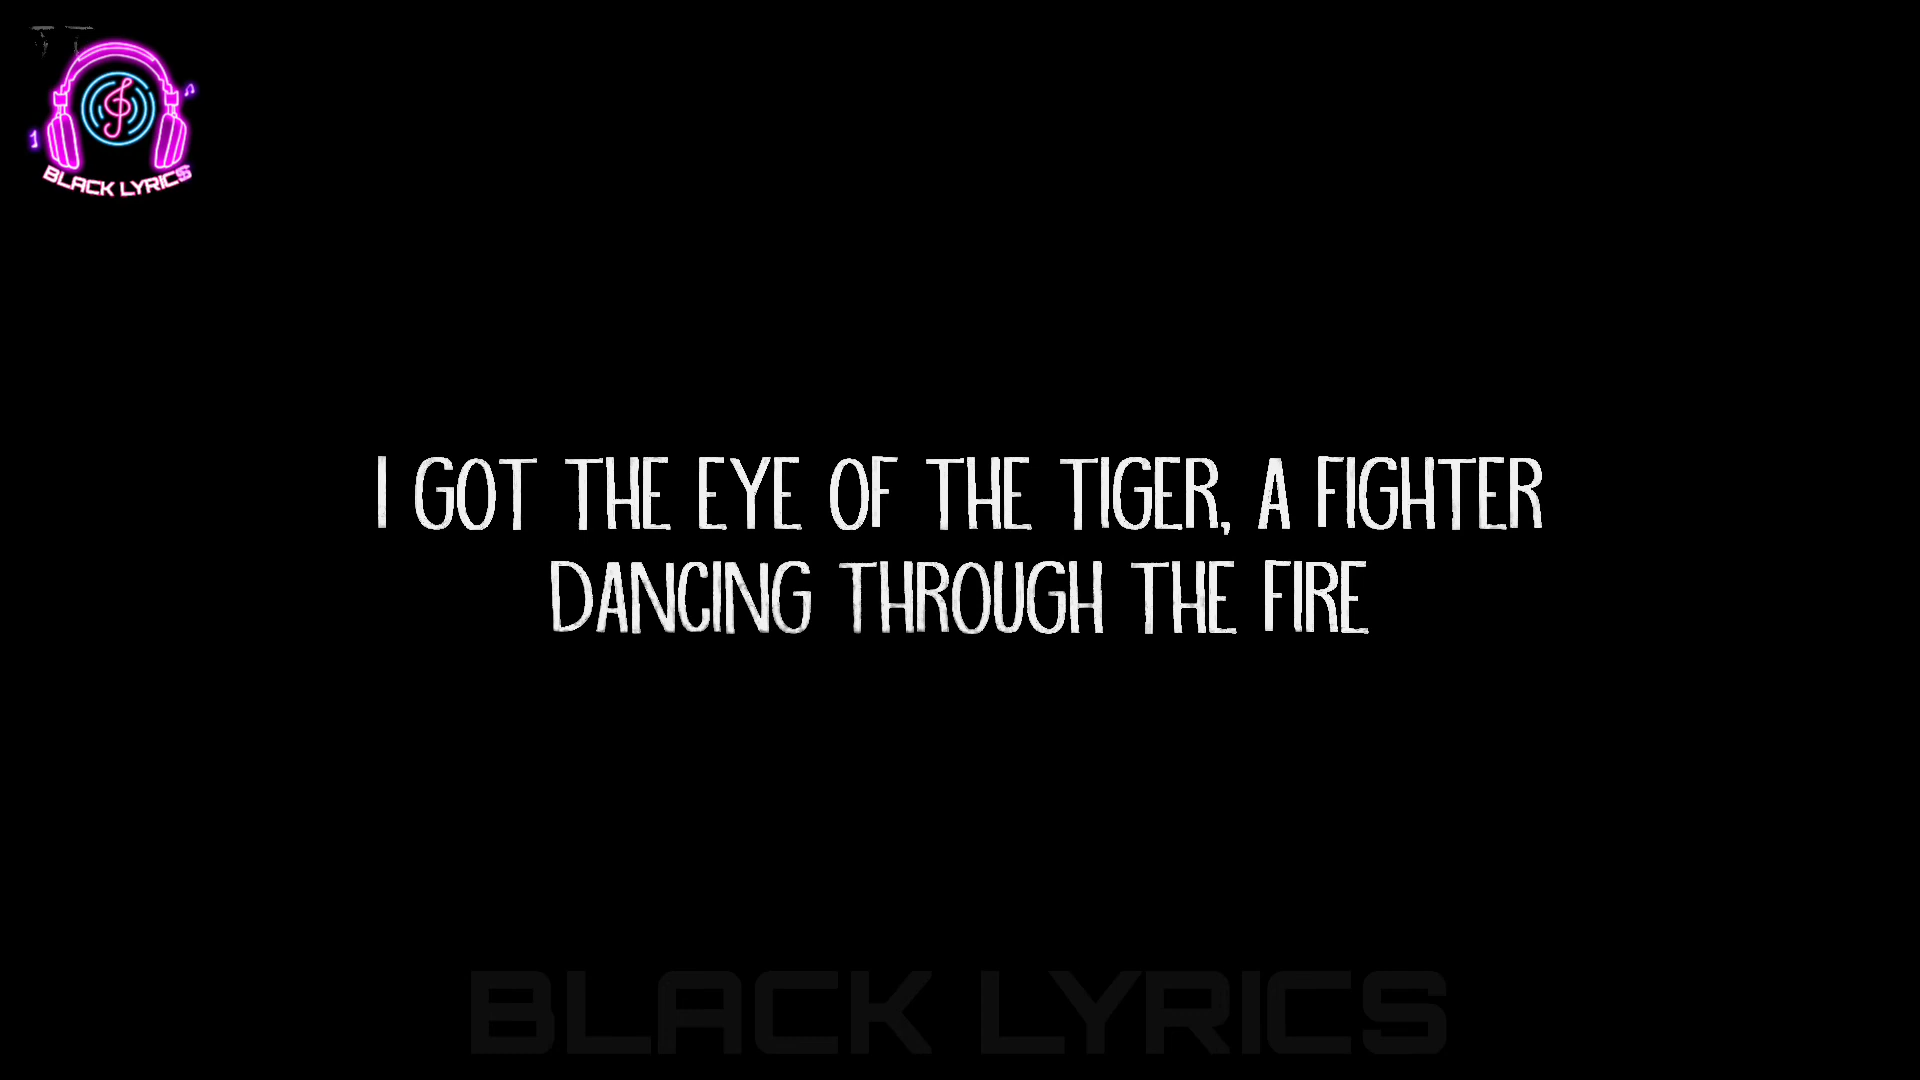 BLACK LYRICS
I GOT THE EYE OF THE TIGER, A FIGHTER
DANCING THROUGH THE FIRE
BLACK LYRICS